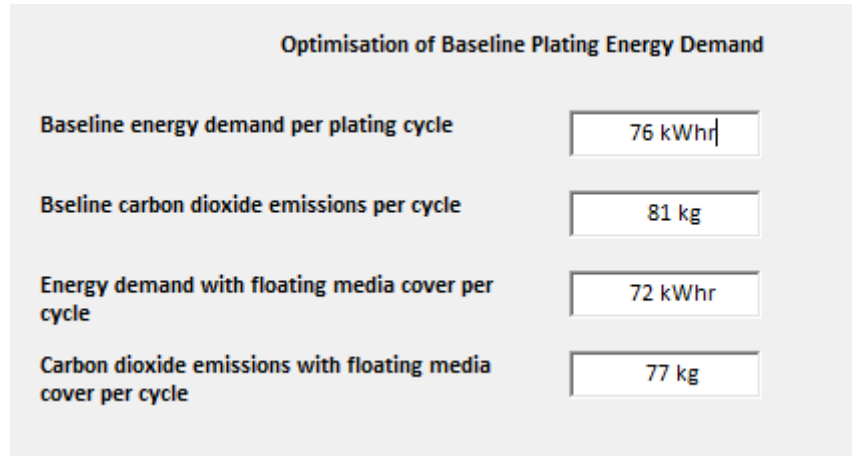 Optimisation of Baseline Plating Energy Demand
Baseline energy demand per plating cycle
76 kWhr
Bseline carbon dioxide emissions per cycle
81 kg
Energy demand with floating media cover per
cycle
72 kWhr
Carbon dioxide emissions with floating media
cover per cycle
77 kg